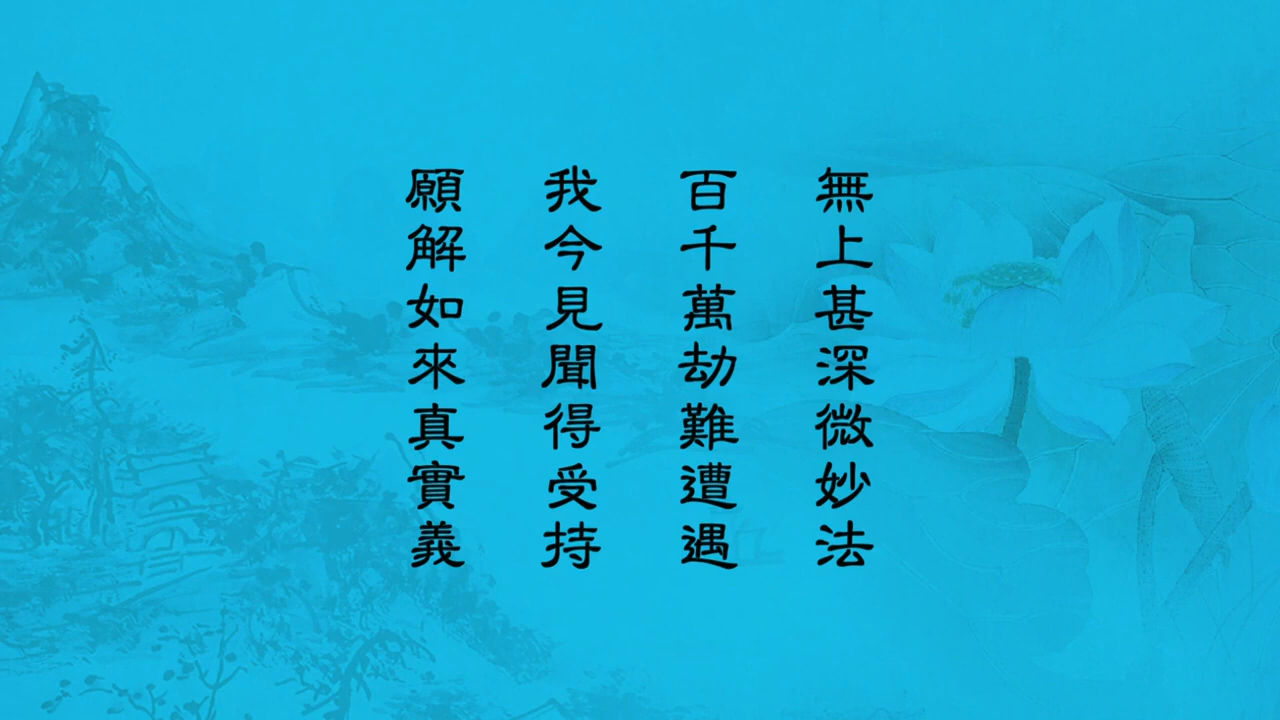 無上甚深微妙法
百千萬劫難遭遇
我今見聞得受持
願解如來真實義